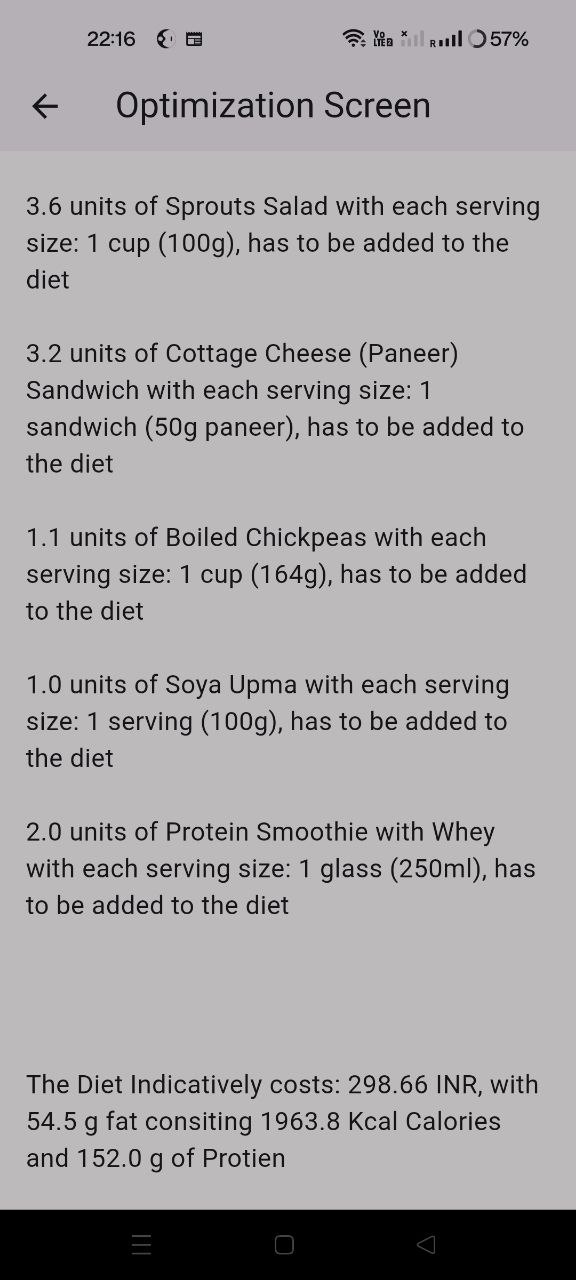 22:16
Vo
LTE2
R
57%
Optimization Screen
3.6 units of Sprouts Salad with each serving
size: 1 cup (100g), has to be added to the
diet
3.2 units of Cottage Cheese (Paneer)
Sandwich with each serving size: 1
sandwich (50g paneer), has to be added to
the diet
1.1 units of Boiled Chickpeas with each
serving size: 1 cup (164g), has to be added
to the diet
1.0 units of Soya Upma with each serving
size: 1 serving (100g), has to be added to
the diet
2.0 units of Protein Smoothie with Whey
with each serving size: 1 glass (250ml), has
to be added to the diet
The Diet Indicatively costs: 298.66 INR, with
54.5 g fat consiting 1963.8 Kcal Calories
and 152.0 g of Protien